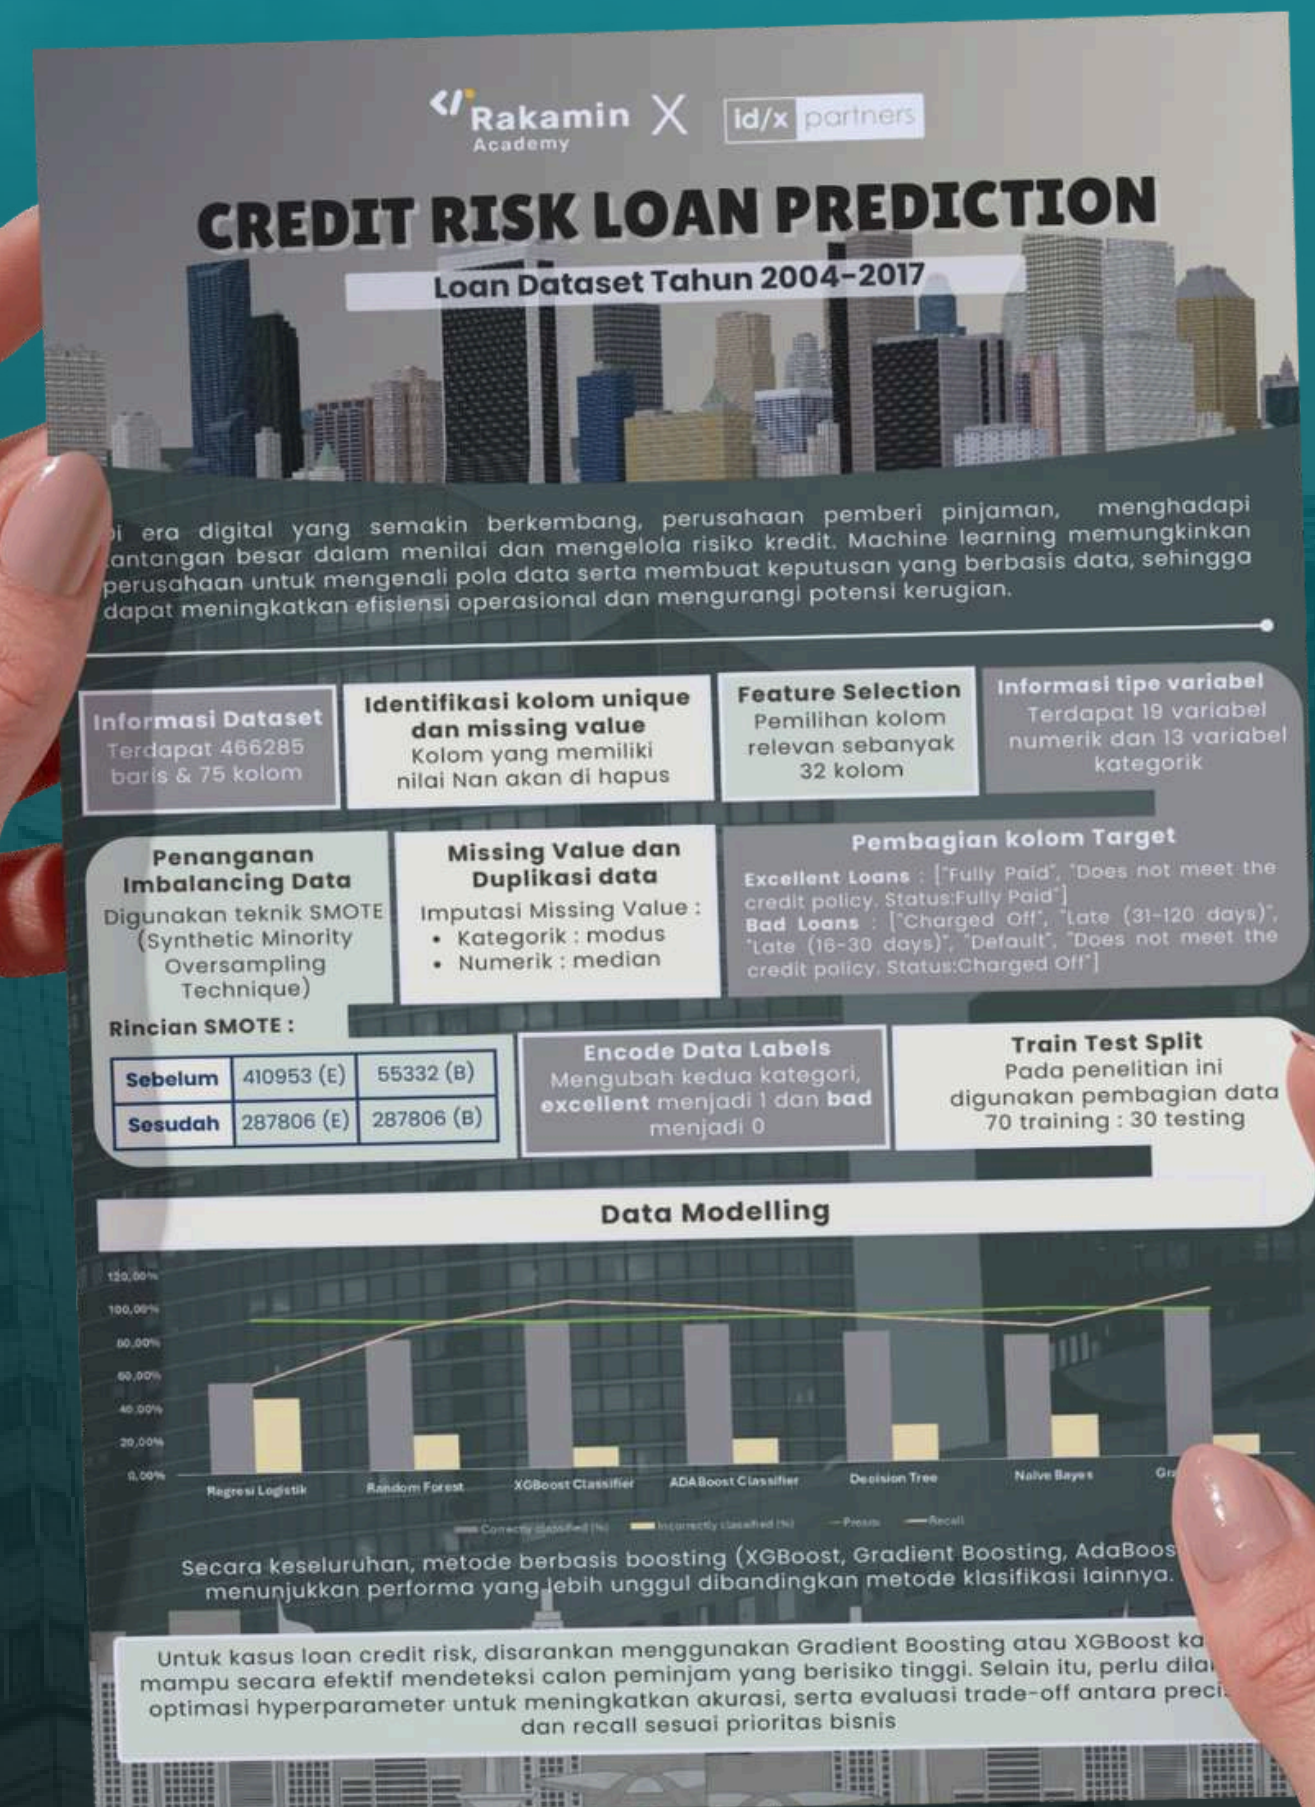 Rakamin
Academy
X
id/x partners
CREDIT RISK LOAN PREDICTION
Loan Dataset Tahun 2004-2017
era digital yang semakin berkembang, perusahaan pemberi pinjaman, menghadapi
besar dalam menilai dan mengelola risiko kredit. Machine learning memungkinkan
perusahaan untuk mengenali pola data serta membuat keputusan yang berbasis data, sehingga
dapat meningkatkan efisiensi operasional dan mengurangi potensi kerugian.
Informasi Dataset
Terdapat 466285
baris & 75 kolom
Identifikasi kolom unique
dan missing value
Kolom yang memiliki
nilai Nan akan di hapus
Feature Selection
Pemilihan kolom
relevan sebanyak
32 kolom
Informasi tipe variabel
Terdapat 19 variabel
numerik dan 13 variabel
kategorik
Penanganan
Imbalancing Data
Digunakan teknik SMOTE
(Synthetic Minority
Oversampling
Technique)
Rincian SMOTE :
Sebelum 410953 (E) 55332 (B)
Sesudah 287806 (E) 287806 (B)
Missing Value dan
Duplikasi data
Imputasi Missing Value :
• Kategorik : modus
• Numerik : median
Pembagian kolom Target
Excellent Loans : ["Fully Paid", "Does not meet the
credit policy. Status:Fully Paid"]
Bad Loans : ["Charged Off", "Late (31-120 days)",
"Late (16-30 days)", "Default", "Does not meet the
credit policy. Status:Charged Off"]
Encode Data Labels
Mengubah kedua kategori,
excellent menjadi 1 dan bad
menjadi 0
Train Test Split
Pada penelitian ini
digunakan pembagian data
70 training : 30 testing
Data Modelling
120,00%
100,00%
80,00%
60,00%
40,00%
20,00%
0,00%
Regresi Logistik
Random Forest
XGBoost Classifier
ADABoost Classifier
Decision Tree
Naive Bayes
Correctly classified (%) Incorrectly classified (%) Recall
Secara keseluruhan, metode berbasis boosting (XGBoost, Gradient Boosting,
menunjukkan performa yang lebih unggul dibandingkan metode klasifikasi lainnya.
Untuk kasus loan credit risk, disarankan menggunakan Gradient Boosting atau XGBoost
mampu secara efektif mendeteksi calon peminjam yang berisiko tinggi. Selain itu, perlu
optimasi hyperparameter untuk meningkatkan akurasi, serta evaluasi trade-off antara
dan recall sesuai prioritas bisnis